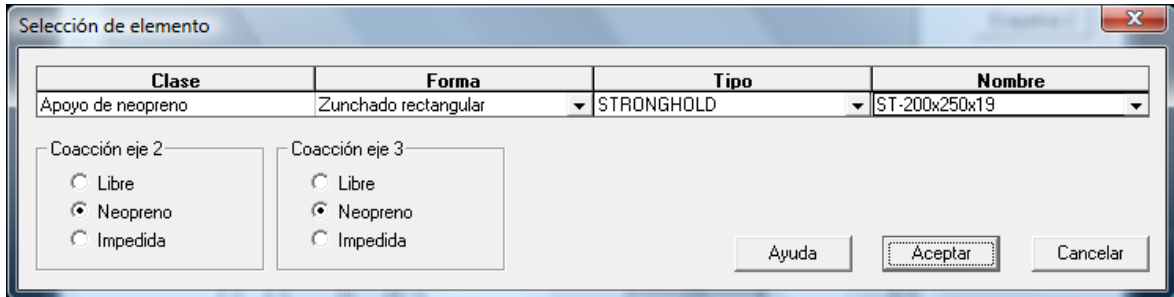 Selección de elemento
Clase Forma Tipo Nombre
Apoyo de neopreno Zunchado rectangular STRONGHOLD ST-200x250x19
Coacción eje 2 Coacción eje 3
Libre Libre
Neopreno Neopreno
Impedida Impedida
Ayuda Aceptar Cancelar